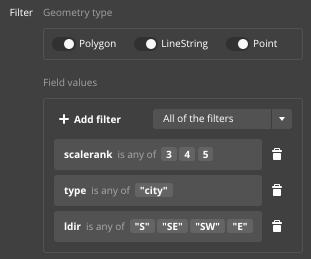 Filter Geometry type
Polygon LineString Point
Field values
+ Add filter All of the filters
scalerank is any of 3 4 5
type is any of "city"
ldir is any of "S" "SE" "SW" "E"